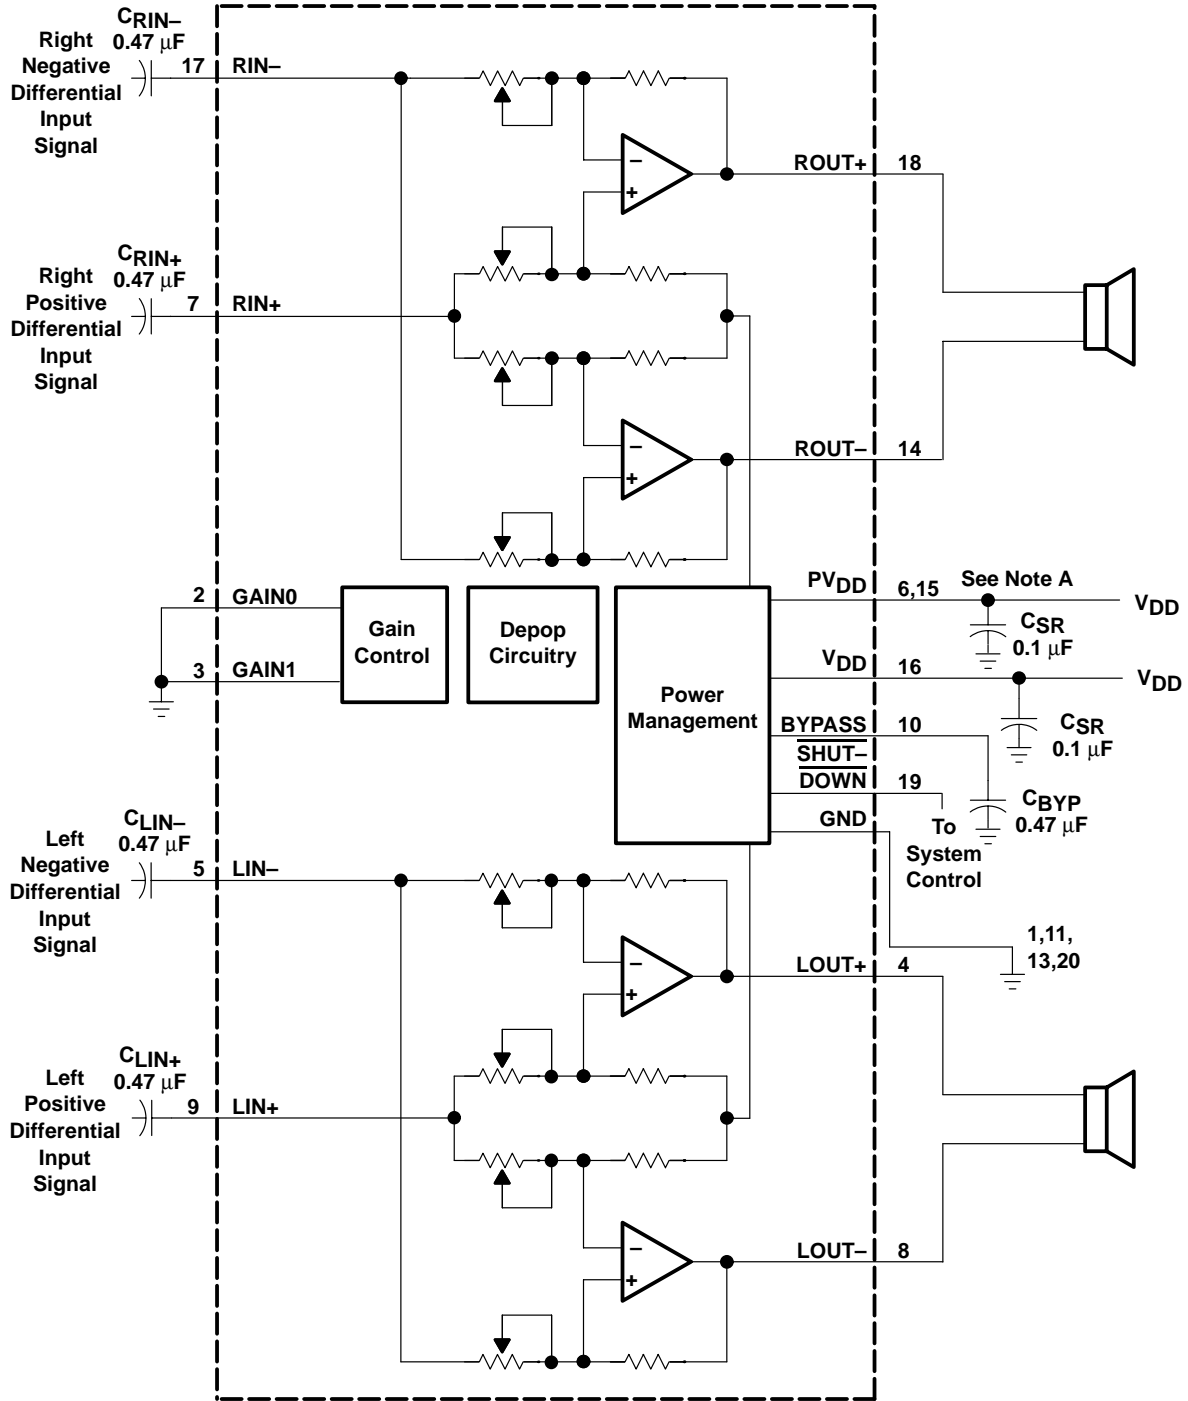 CRIN–
0.47 µF
Right
Negative
Differential
Input
Signal
17
RIN–
–
+
ROUT+
18
CRIN+
0.47 µF
Right
Positive
Differential
Input
Signal
7
RIN+
–
+
ROUT–
14
2
GAIN0
3
GAIN1
Gain
Control
Depop
Circuitry
Power
Management
PVDD
6,15
See Note A
VDD
CSR
0.1 µF
VDD
16
VDD
CSR
0.1 µF
BYPASS
10
SHUT–
DOWN
19
CBYP
0.47 µF
To
System
Control
GND
1,11,
13,20
CLIN–
0.47 µF
Left
Negative
Differential
Input
Signal
5
LIN–
–
+
LOUT+
4
CLIN+
0.47 µF
Left
Positive
Differential
Input
Signal
9
LIN+
–
+
LOUT–
8